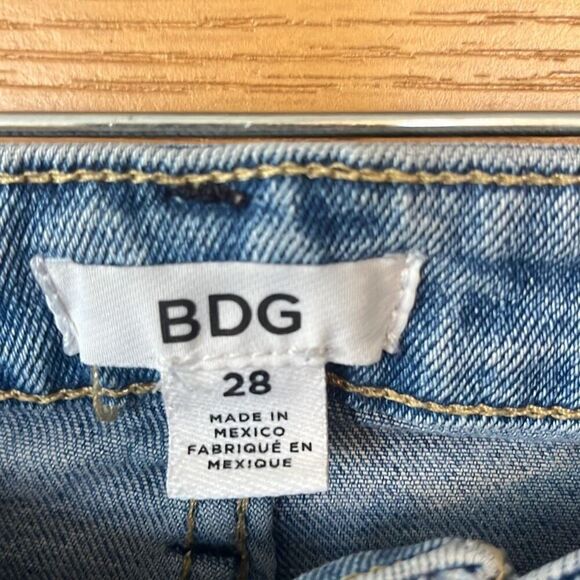 BDG
28
MADE IN
MEXICO
FABRIQUÉ EN
MEXIQUE